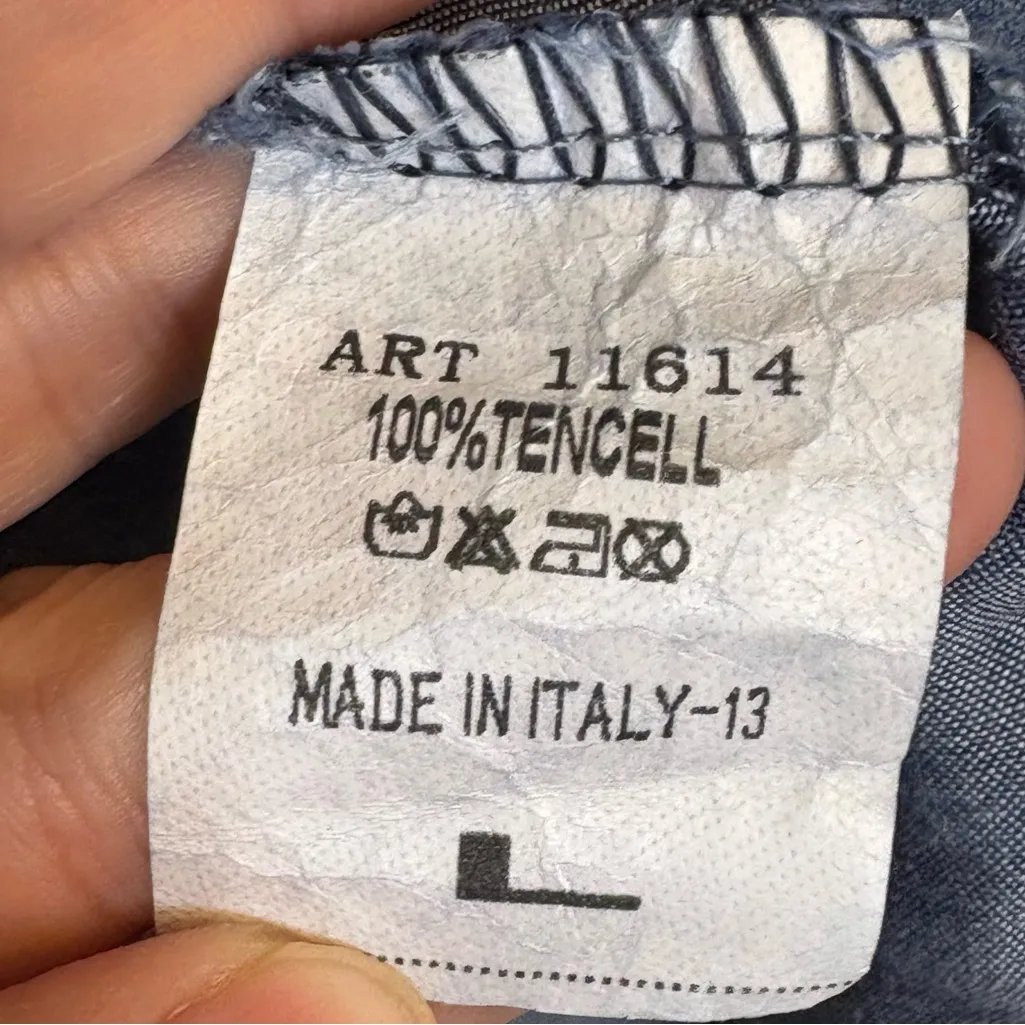 ART 11614
100%TENCELL
MADE IN ITALY-13
L